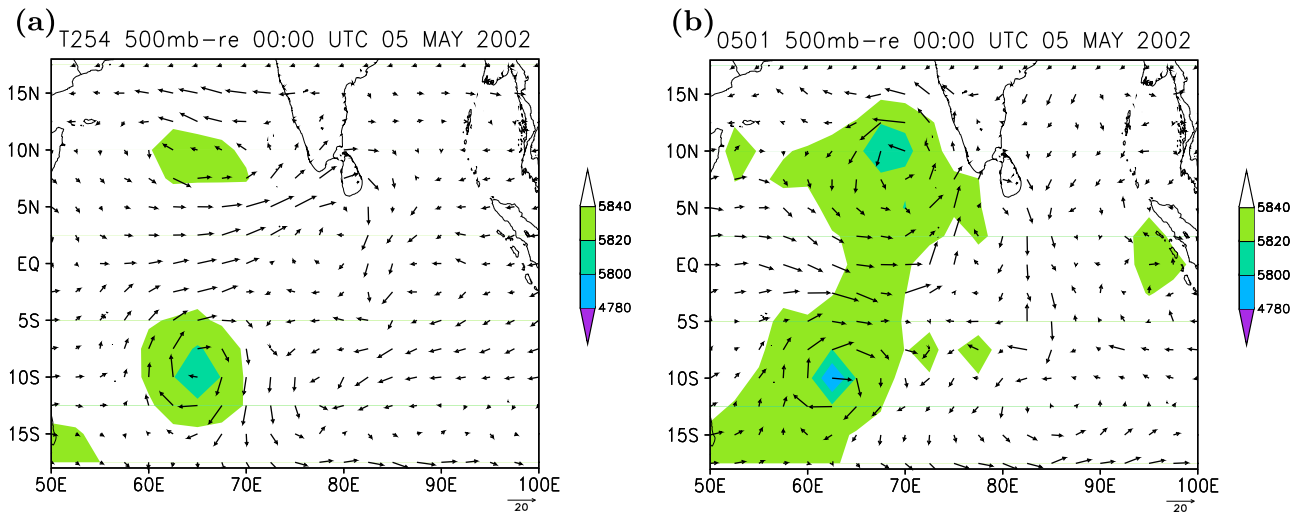 (a)
T254 500mb-re 00:00 UTC 05 MAY 2002
15N
10N
5N
EQ
5S
10S
15S
50E 60E 70E 80E 90E 100E
20
5840
5820
5800
4780
(b)
0501 500mb-re 00:00 UTC 05 MAY 2002
15N
10N
5N
EQ
5S
10S
15S
50E 60E 70E 80E 90E 100E
20
5840
5820
5800
4780